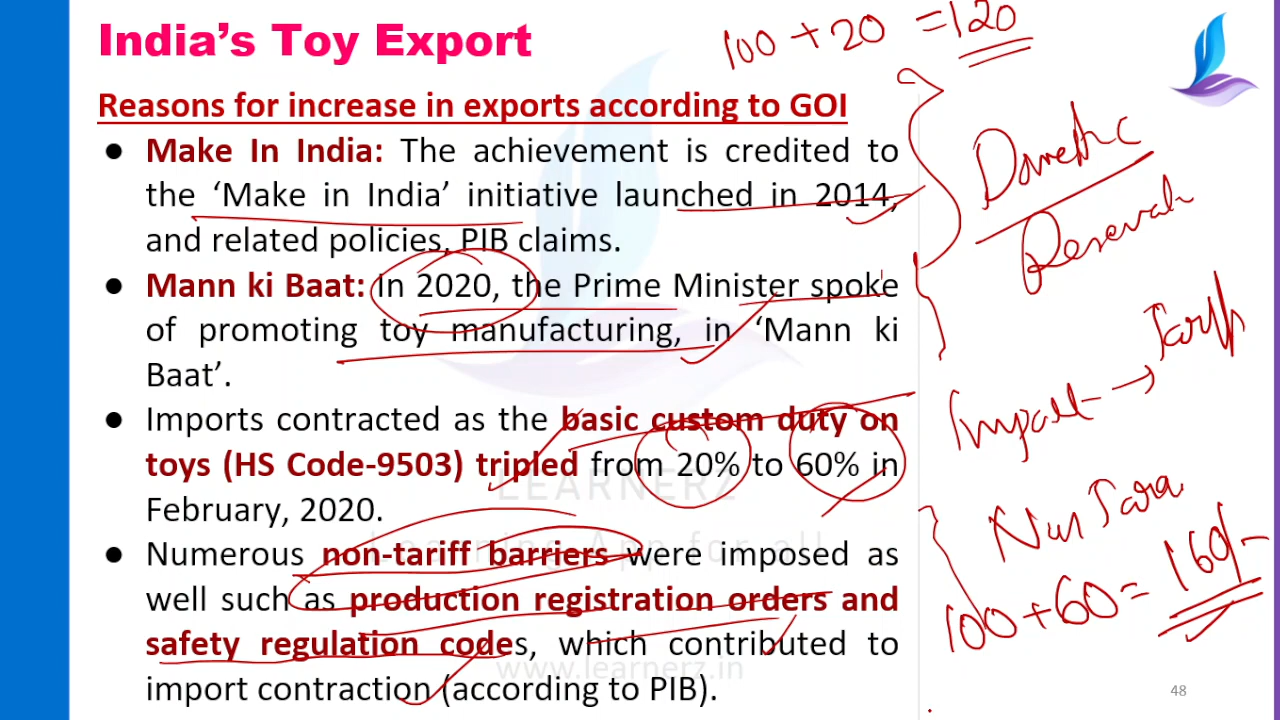 India's Toy Export
100 + 20 = 120
Reasons for increase in exports according to GOI
● Make In India: The achievement is credited to
the 'Make in India' initiative launched in 2014,
and related policies, PIB claims.
● Mann ki Baat: In 2020, the Prime Minister spoke
of promoting toy manufacturing, in 'Mann ki
Baat'.
● Imports contracted as the basic custom duty on
toys (HS Code-9503) tripled from 20% to 60% in
February, 2020.
● Numerous non-tariff barriers were imposed as
well such as production registration orders and
safety regulation codes, which contributed to
import contraction (according to PIB).
Domestic
→
100 + 60 = 160/-
LEARNERZ
Learning App for all
www.learnerz.in
48